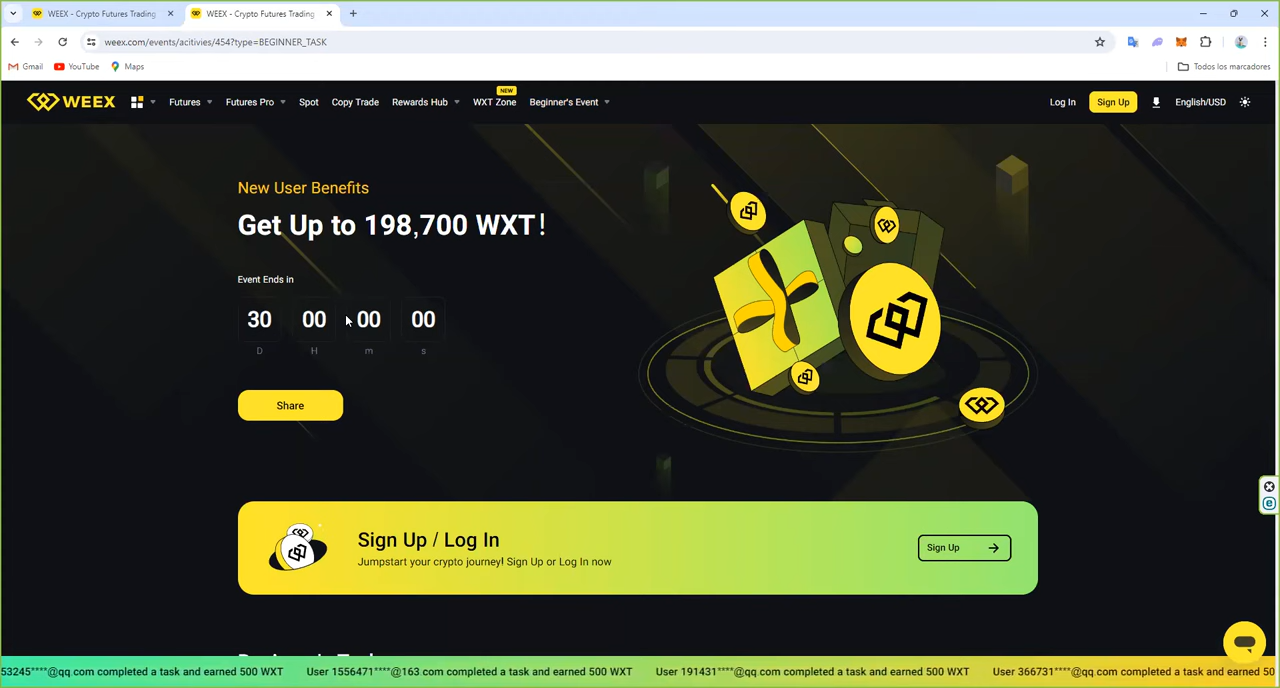 WEEX - Crypto Futures Trading
WEEX - Crypto Futures Trading
weex.com/events/acitivies/454?type=BEGINNER_TASK
Gmail
YouTube
Maps
Todos los marcadores
WEEX
Futures
Futures Pro
Spot
Copy Trade
Rewards Hub
NEW
WXT Zone
Beginner's Event
Log In
Sign Up
English/USD
New User Benefits
Get Up to 198,700 WXT!
Event Ends in
30 00 00 00
D H m s
Share
Sign Up / Log In
Jumpstart your crypto journey! Sign Up or Log In now
Sign Up
53245****@qq.com completed a task and earned 500 WXT User 1556471****@163.com completed a task and earned 500 WXT User 191431****@qq.com completed a task and earned 500 WXT User 366731****@qq.com completed a task and earned 50